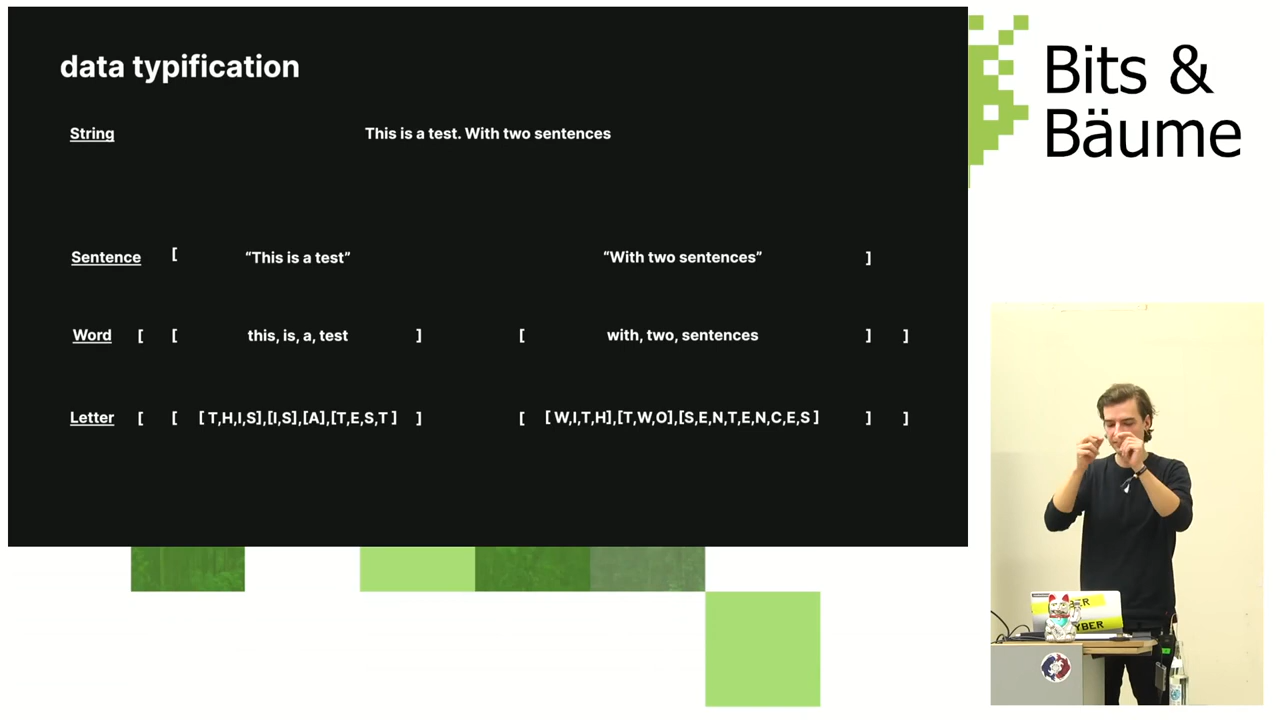 data typification
String This is a test. With two sentences
Sentence [ “This is a test” “With two sentences” ]
Word [ [ this, is, a, test ] [ with, two, sentences ] ]
Letter [ [ [ T,H,I,S],[I,S],[A],[T,E,S,T ] ] [ [ W,I,T,H],[T,W,O],[S,E,N,T,E,N,C,E,S ] ] ]
Bits &
Bäume
YBER